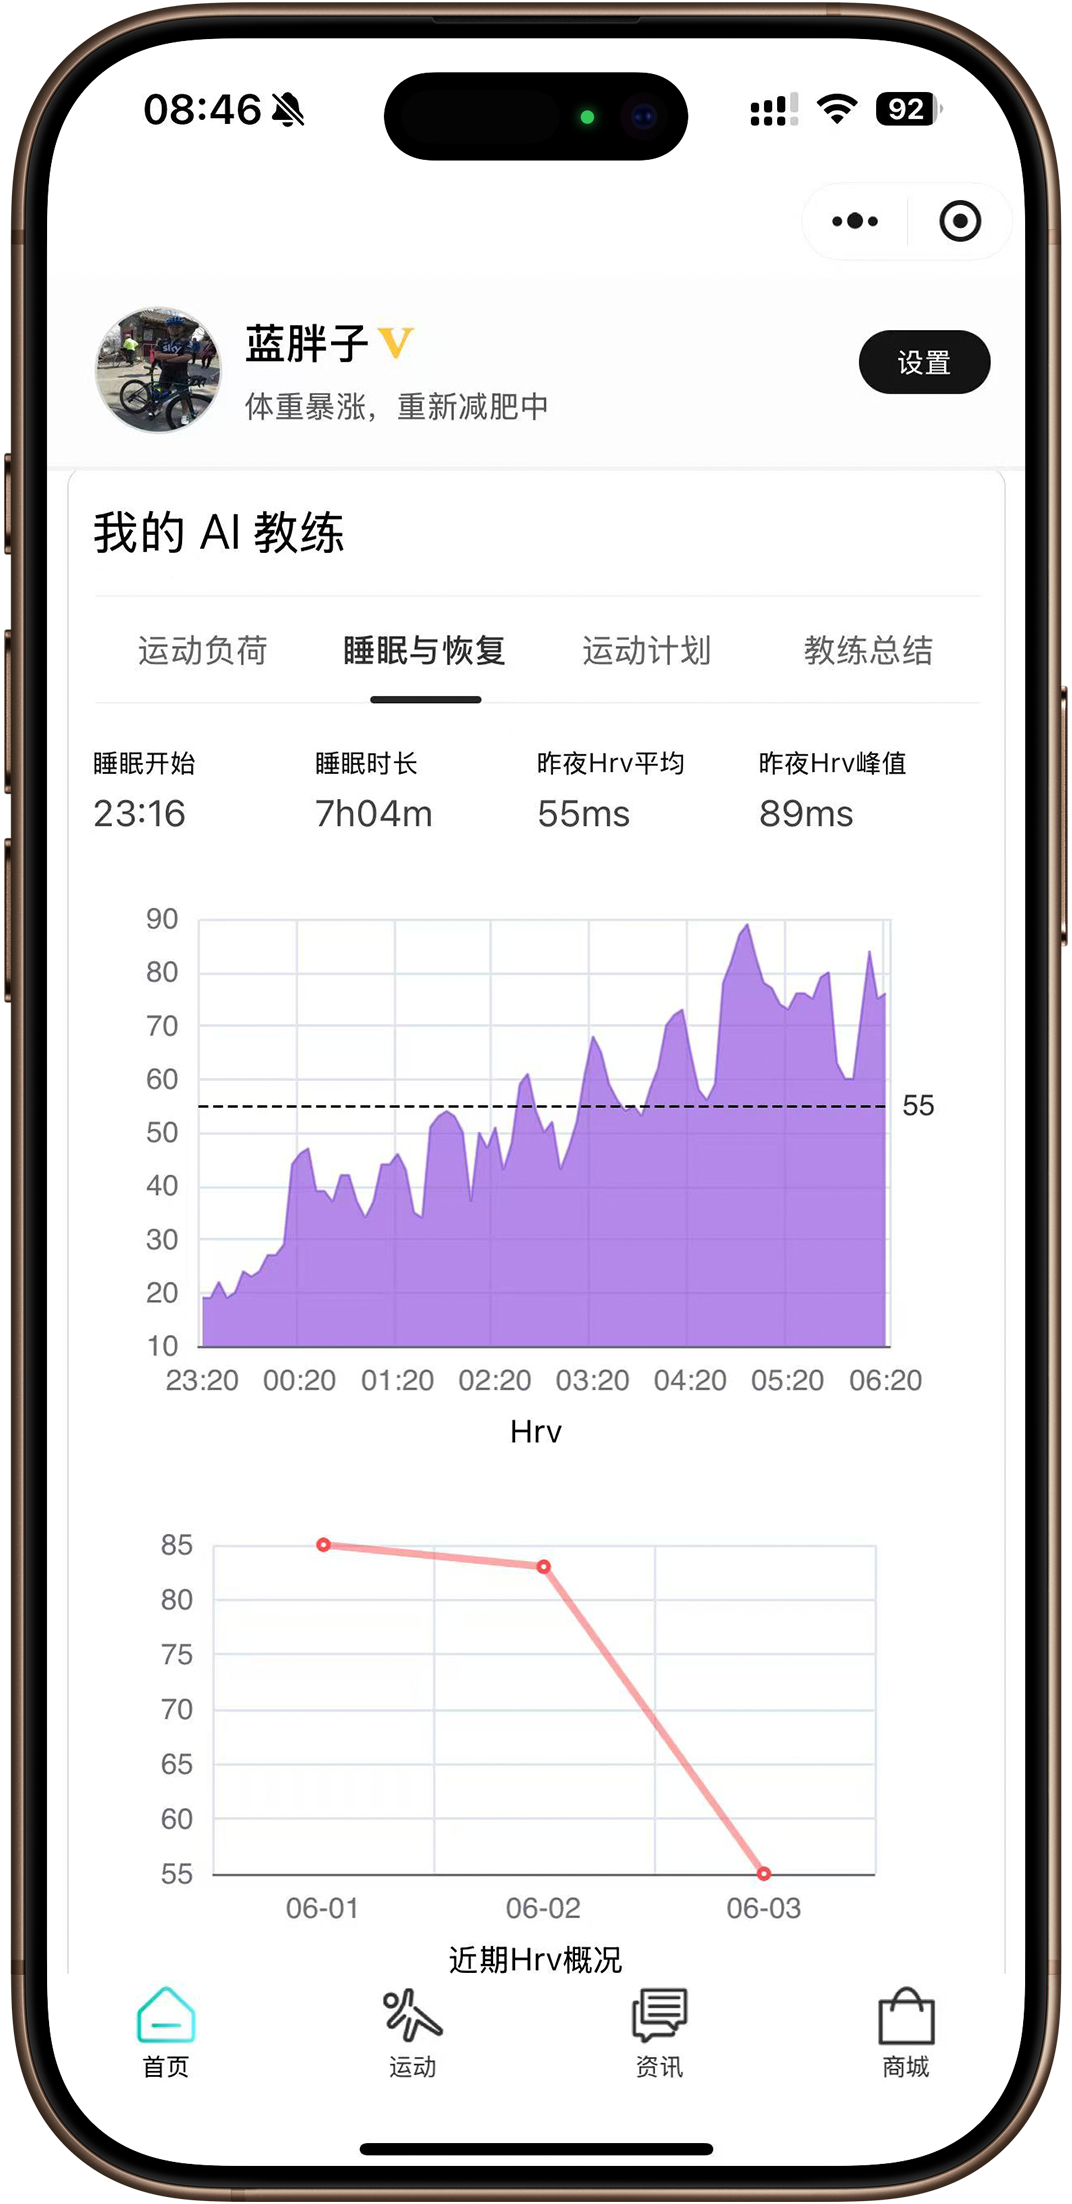 08:46
92
蓝胖子 V
体重暴涨，重新减肥中
设置
我的 AI 教练
运动负荷 睡眠与恢复 运动计划 教练总结
睡眠开始 睡眠时长 昨夜Hrv平均 昨夜Hrv峰值
23:16 7h04m 55ms 89ms
90
80
70
60
55
50
40
30
20
10
23:20 00:20 01:20 02:20 03:20 04:20 05:20 06:20
Hrv
85
80
75
70
65
60
55
06-01 06-02 06-03
近期Hrv概况
首页 运动 资讯 商城